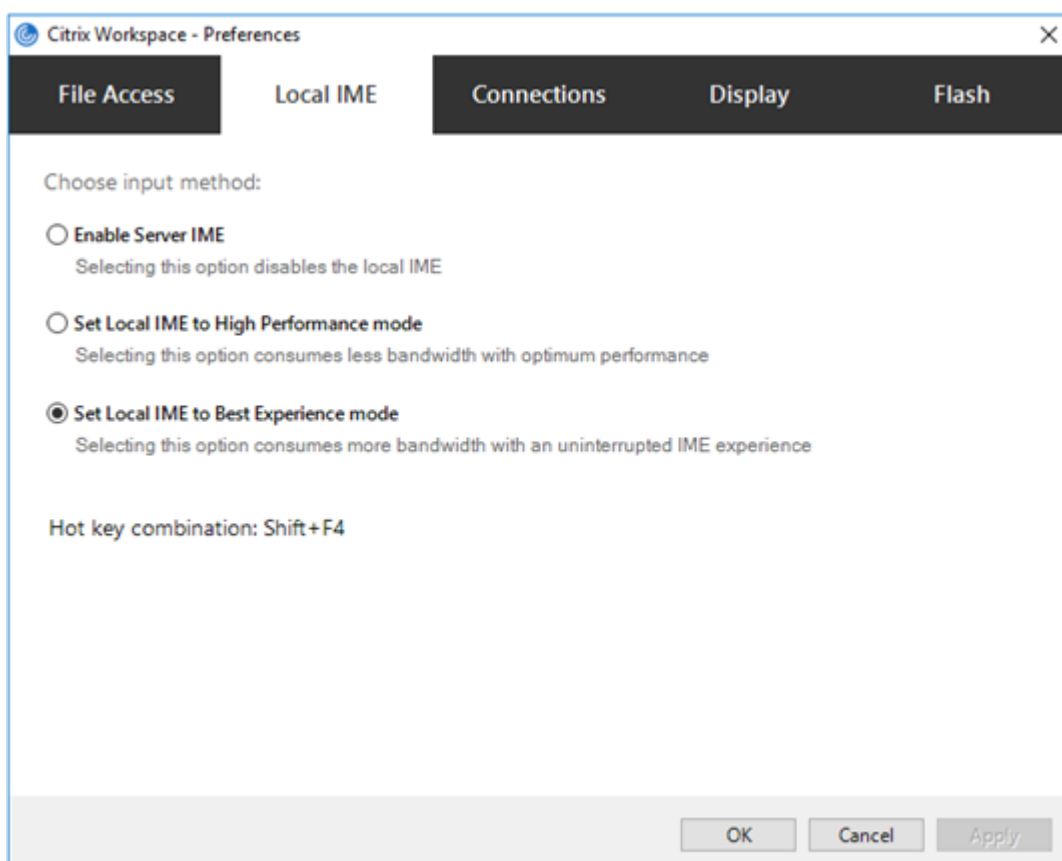 Citrix Workspace - Preferences
File Access Local IME Connections Display Flash
Choose input method:
Enable Server IME
Selecting this option disables the local IME
Set Local IME to High Performance mode
Selecting this option consumes less bandwidth with optimum performance
Set Local IME to Best Experience mode
Selecting this option consumes more bandwidth with an uninterrupted IME experience
Hot key combination: Shift+F4
OK Cancel Apply